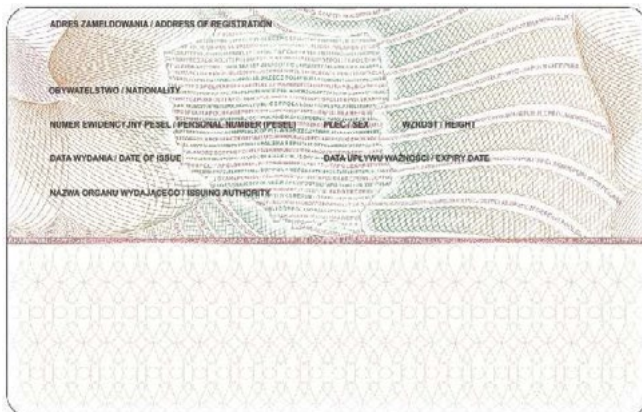 ADRES ZAMELDOWANIA / ADDRESS OF REGISTRATION
OBYWATELSTWO / NATIONALITY
NUMER EWIDENCYJNY PESEL / PERSONAL NUMBER (PESEL) PŁEĆ / SEX WZROST / HEIGHT
DATA WYDANIA / DATE OF ISSUE DATA UPŁYWU WAŻNOŚCI / EXPIRY DATE
NAZWA ORGANU WYDAJĄCEGO / ISSUING AUTHORITY